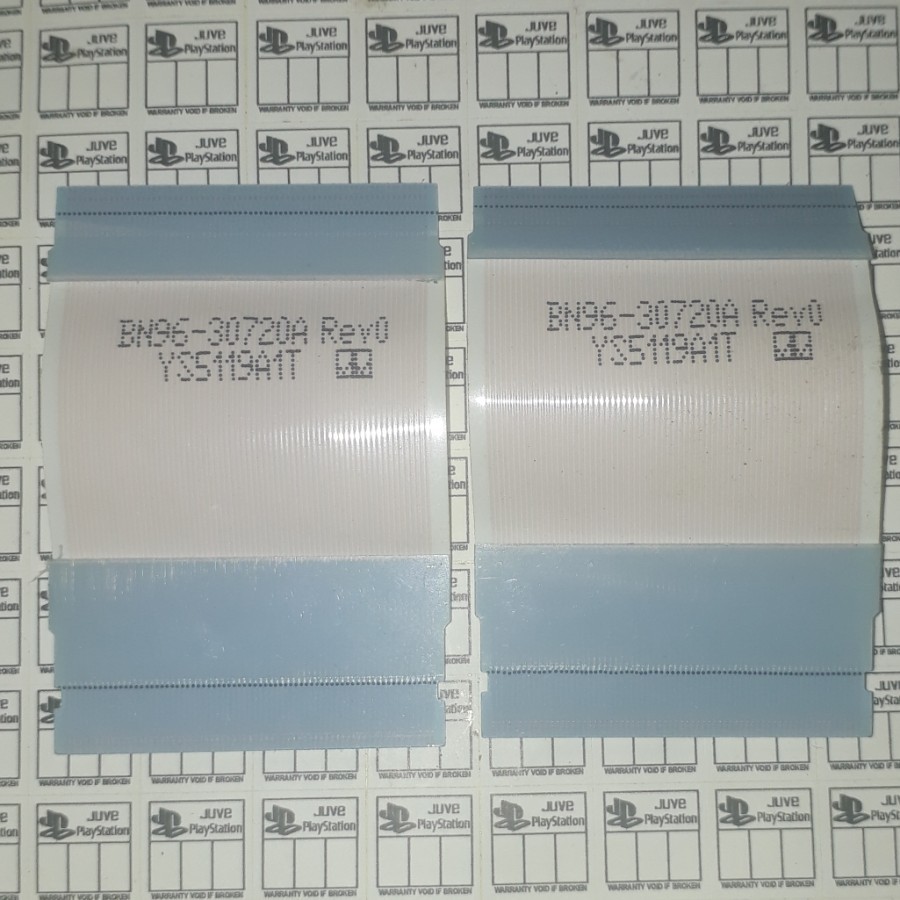 BN96-30720A Rev0
YS5119A1T
BN96-30720A Rev0
YS5119A1T
JUVE
PlayStation
WARRANTY VOID IF BROKEN